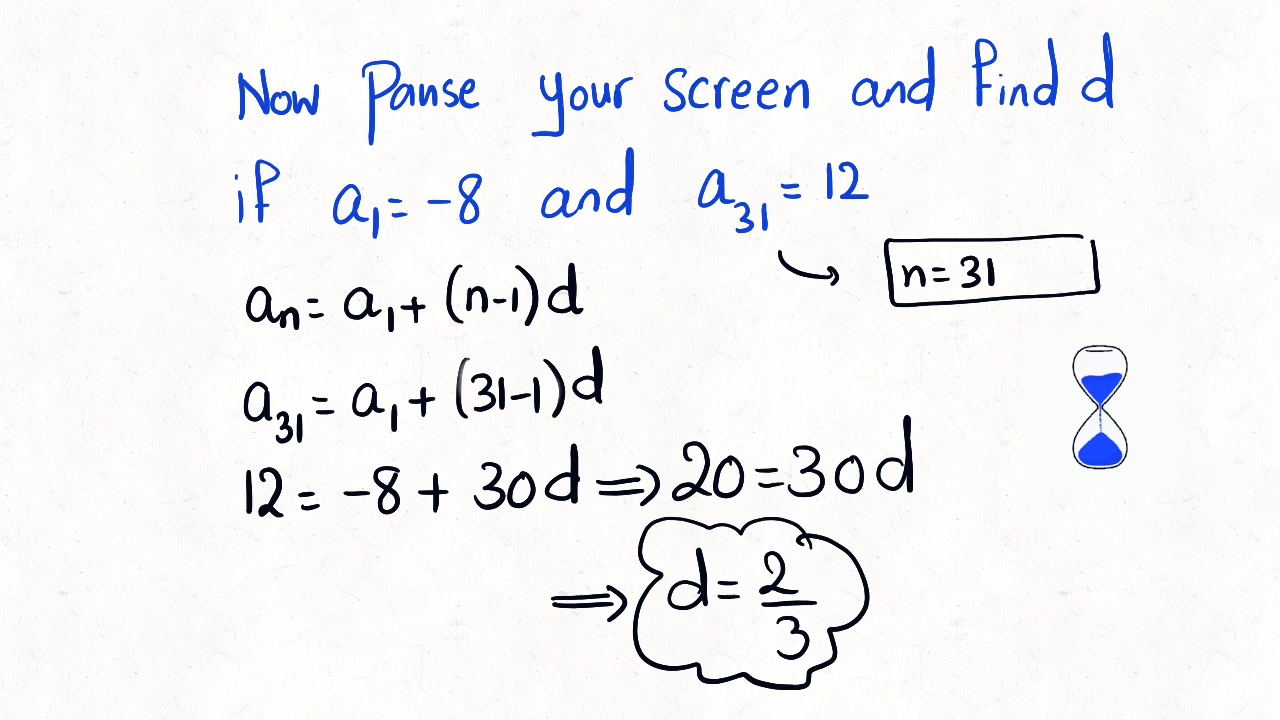 Now Pause your screen and find d
if a₁ = -8 and a₃₁ = 12
n = 31
aₙ = a₁ + (n-1)d
a₃₁ = a₁ + (31-1)d
12 = -8 + 30d ⇒ 20 = 30d
⇒ d = 2/3